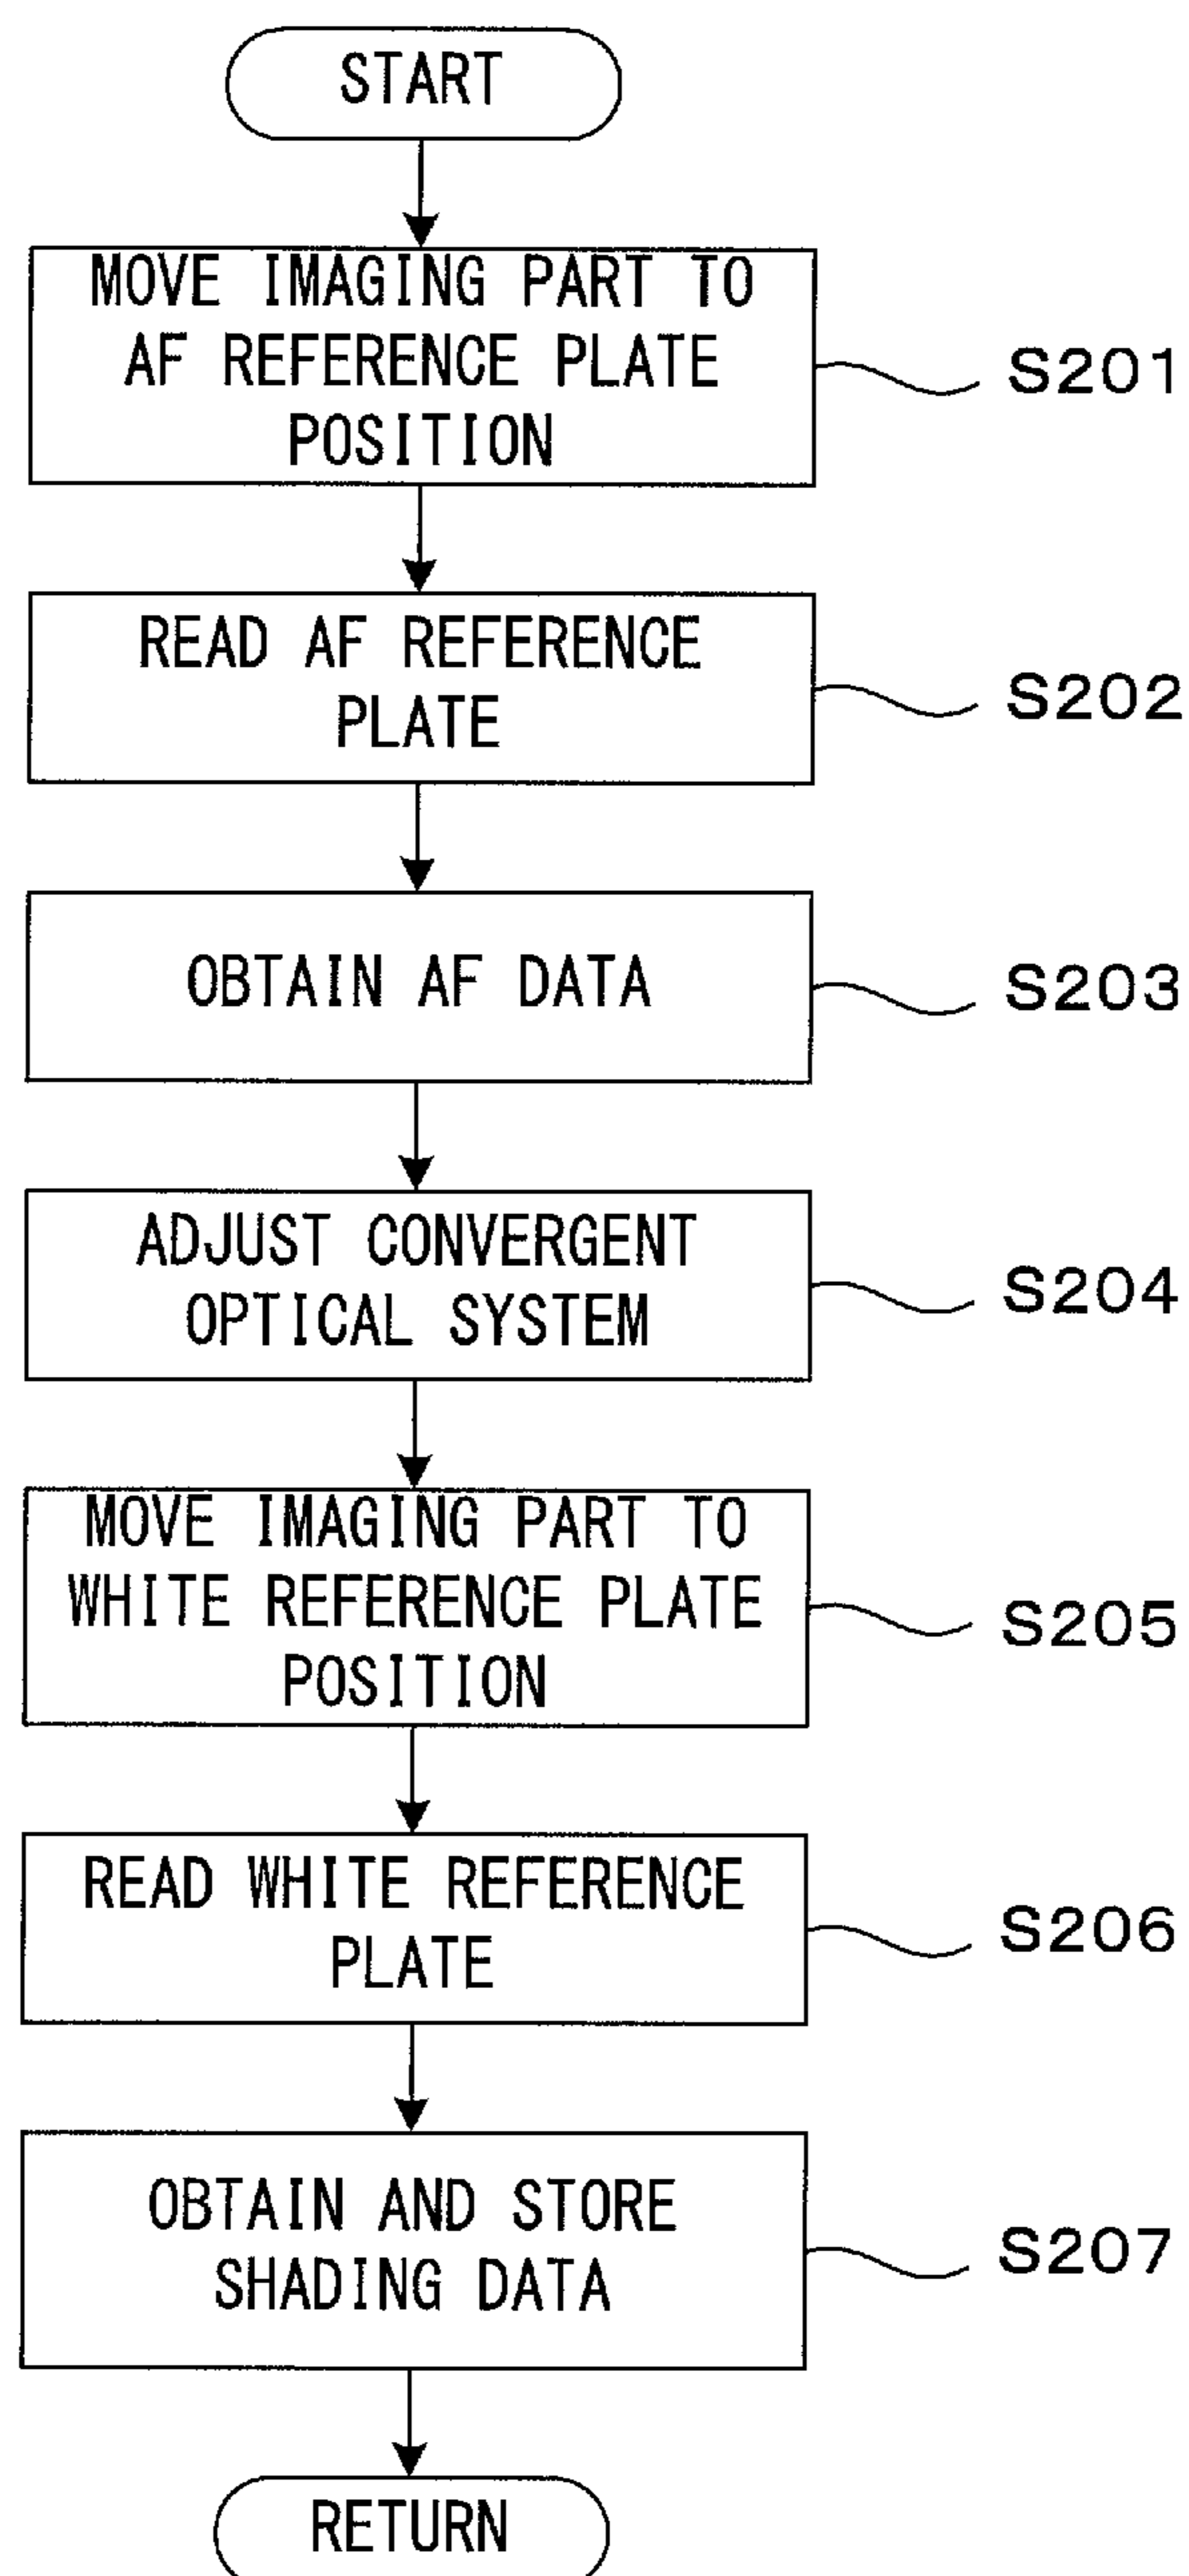 START
MOVE IMAGING PART TO
AF REFERENCE PLATE
POSITION
S201
READ AF REFERENCE
PLATE
S202
OBTAIN AF DATA
S203
ADJUST CONVERGENT
OPTICAL SYSTEM
S204
MOVE IMAGING PART TO
WHITE REFERENCE PLATE
POSITION
S205
READ WHITE REFERENCE
PLATE
S206
OBTAIN AND STORE
SHADING DATA
S207
RETURN